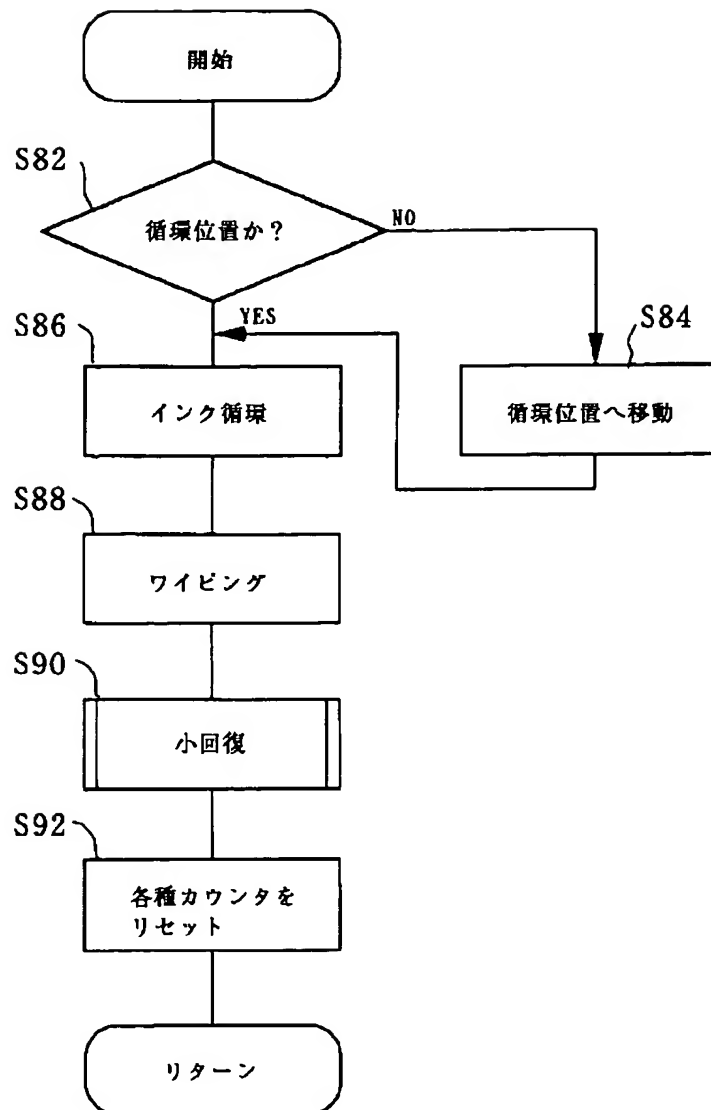 開始
S82
循環位置か?
NO
YES
S86
S84
インク循環
循環位置へ移動
S88
ワイピング
S90
小回復
S92
各種カウンタを
リセット
リターン